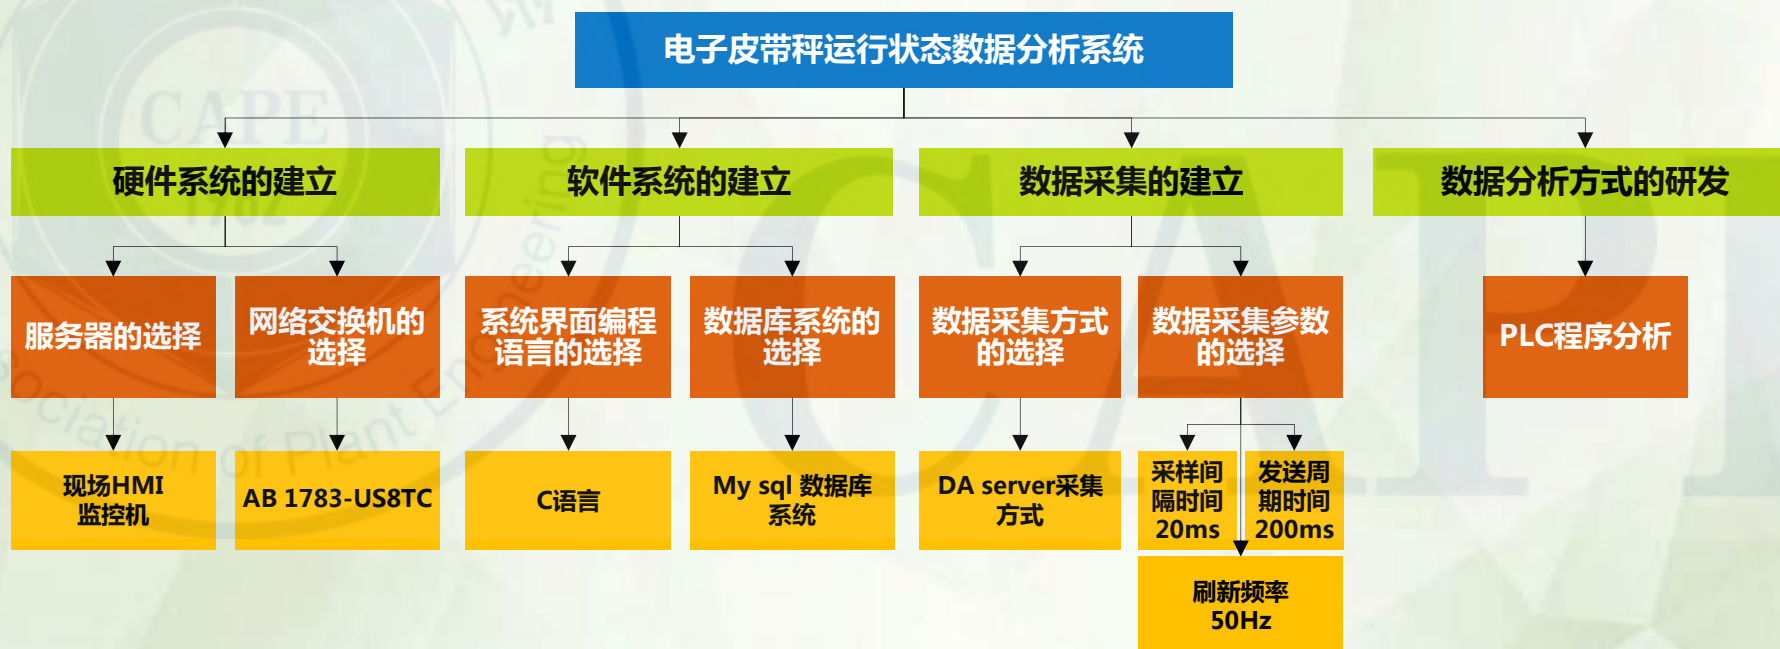 电子皮带秤运行状态数据分析系统
硬件系统的建立
软件系统的建立
数据采集的建立
数据分析方式的研发
服务器的选择
网络交换机的
选择
系统界面编程
语言的选择
数据库系统的
选择
数据采集方式
的选择
数据采集参数
的选择
PLC程序分析
现场HMI
监控机
AB 1783-US8TC
C语言
My sql 数据库
系统
DA server采集
方式
采样间
隔时间
20ms
发送周
期时间
200ms
刷新频率
50Hz
CAPE
1982
ociation of Plant Engineering
CAPE